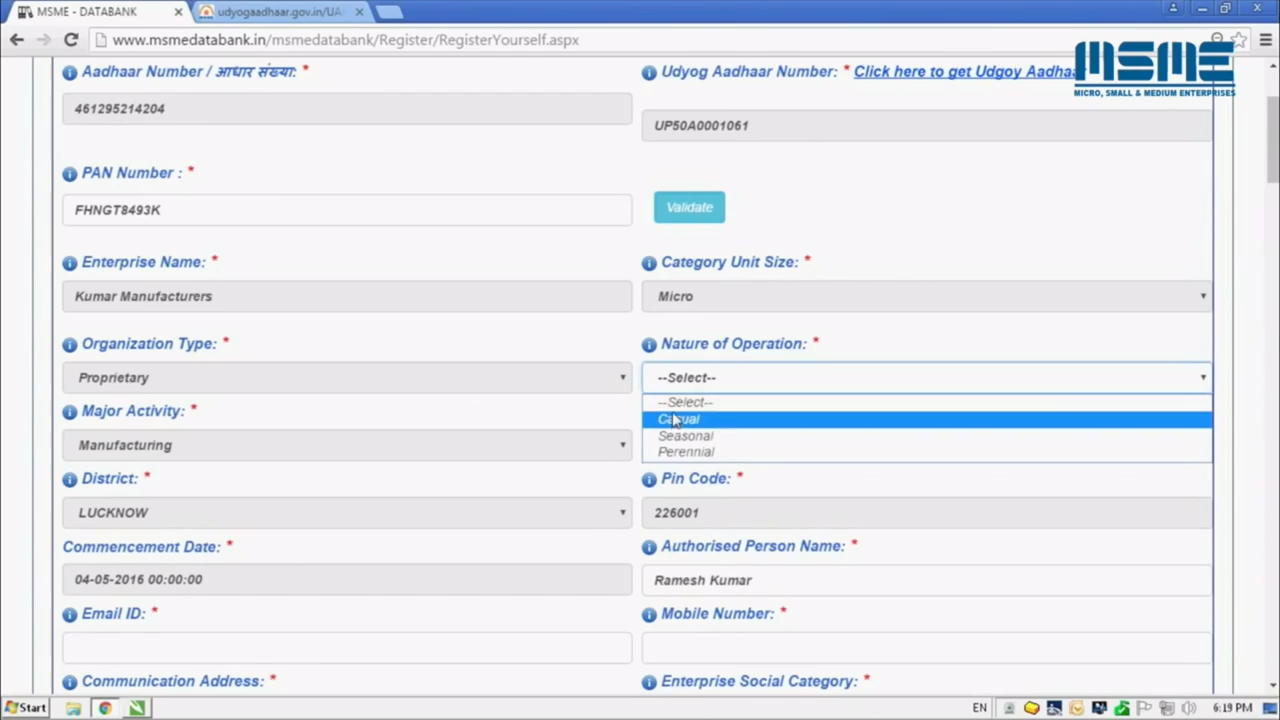 MSME - DATABANK
udyogaadhaar.gov.in/UA
www.msmedatabank.in/msmedatabank/Register/RegisterYourself.aspx
MSME
MICRO, SMALL & MEDIUM ENTERPRISES
Aadhaar Number / आधार संख्या: *
Udyog Aadhaar Number: * Click here to get Udgoy Aadhaa
461295214204
UP50A0001061
PAN Number : *
FHNGT8493K
Validate
Enterprise Name: *
Category Unit Size: *
Kumar Manufacturers
Micro
Organization Type: *
Nature of Operation: *
Proprietary
--Select--
--Select--
Casual
Seasonal
Perennial
Major Activity: *
Manufacturing
District: *
Pin Code: *
LUCKNOW
226001
Commencement Date: *
Authorised Person Name: *
04-05-2016 00:00:00
Ramesh Kumar
Email ID: *
Mobile Number: *
Communication Address: *
Enterprise Social Category: *
Start
EN
6:19 PM